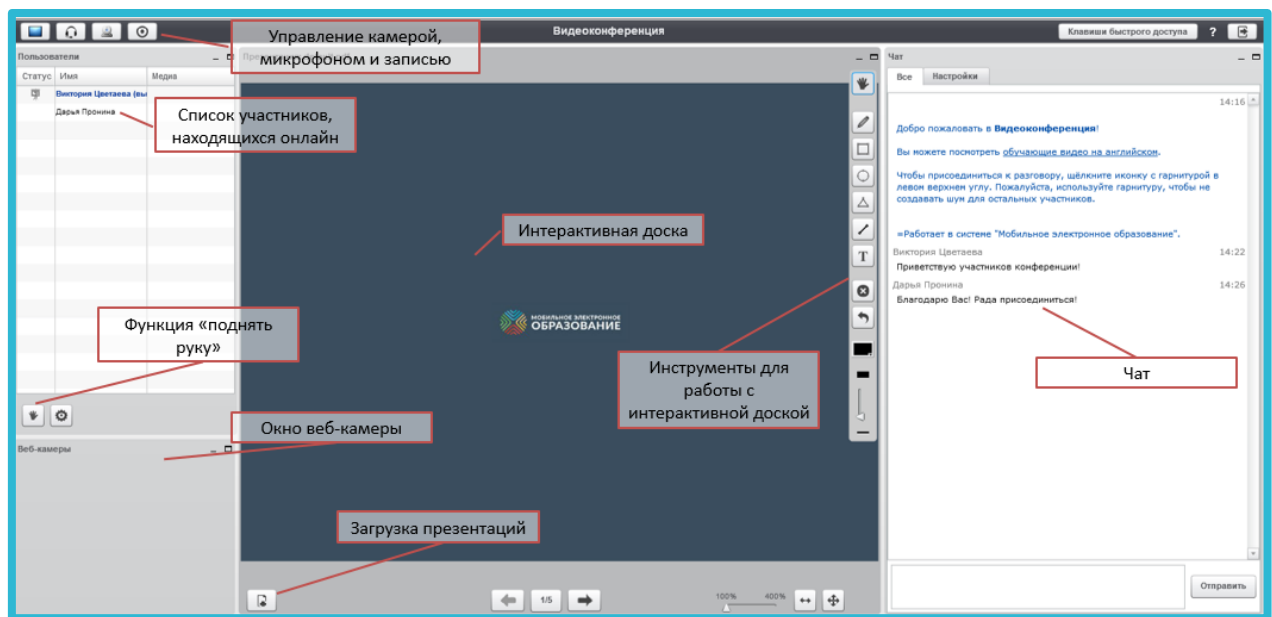 Видеоконференция
Клавиши быстрого доступа
?
Управление камерой,
микрофоном и записью
Пользователи
Статус Имя Медиа
Виктория Цветаева (вы
Дарья Пронина
Список участников,
находящихся онлайн
Функция «поднять
руку»
Окно веб-камеры
Веб-камеры
Интерактивная доска
МОБИЛЬНОЕ ЭЛЕКТРОННОЕ
ОБРАЗОВАНИЕ
T
Инструменты для
работы с
интерактивной доской
Загрузка презентаций
1/5
100% 400%
Чат
Все Настройки
14:16
Добро пожаловать в Видеоконференция!
Вы можете посмотреть обучающие видео на английском.
Чтобы присоединиться к разговору, щёлкните иконку с гарнитурой в
левом верхнем углу. Пожалуйста, используйте гарнитуру, чтобы не
создавать шум для остальных участников.
=Работает в системе "Мобильное электронное образование".
Виктория Цветаева 14:22
Приветствую участников конференции!
Дарья Пронина 14:26
Благодарю Вас! Рада присоединиться!
Чат
Отправить